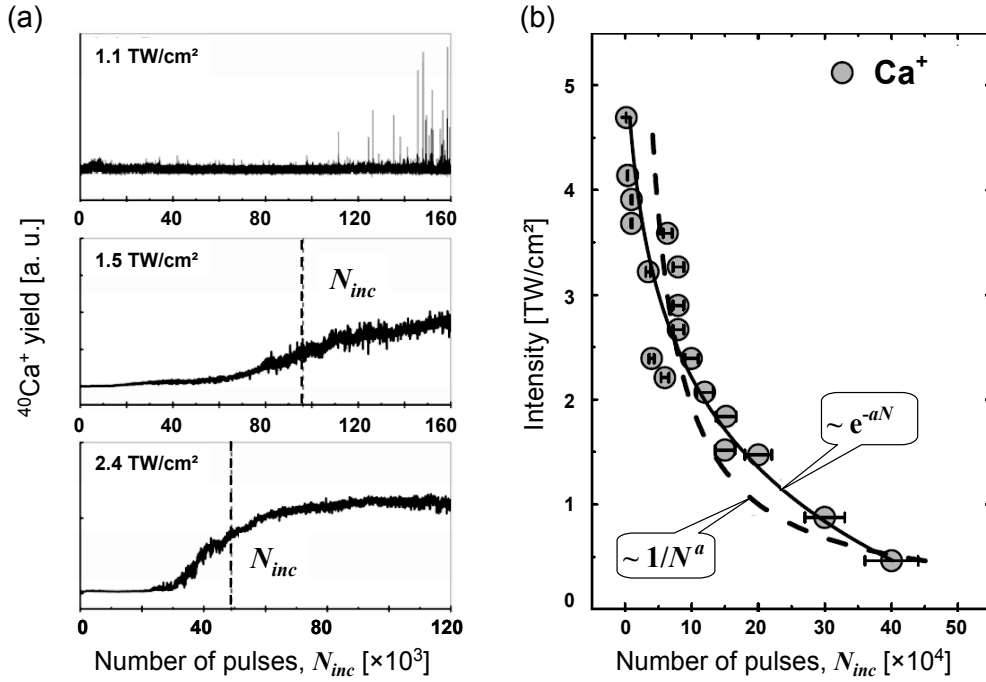 (a)
1.1 TW/cm²
0 40 80 120 160
1.5 TW/cm²
N_inc
0 40 80 120 160
2.4 TW/cm²
N_inc
0 40 80 120
⁴⁰Ca⁺ yield [a. u.]
Number of pulses, N_inc [×10³]
(b)
Ca⁺
5
4
3
2
1
0
Intensity [TW/cm²]
~ e^-aN
~ 1/N^a
0 10 20 30 40 50
Number of pulses, N_inc [×10⁴]